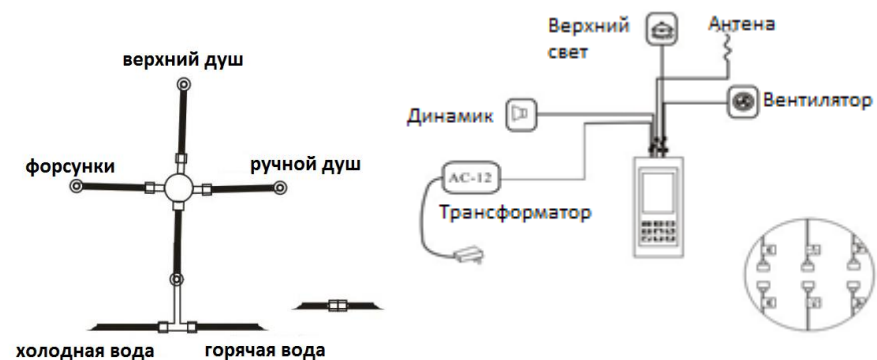 верхний душ
форсунки
ручной душ
холодная вода
горячая вода
Верхний
свет
Антена
Динамик
Вентилятор
AC-12
Трансформатор